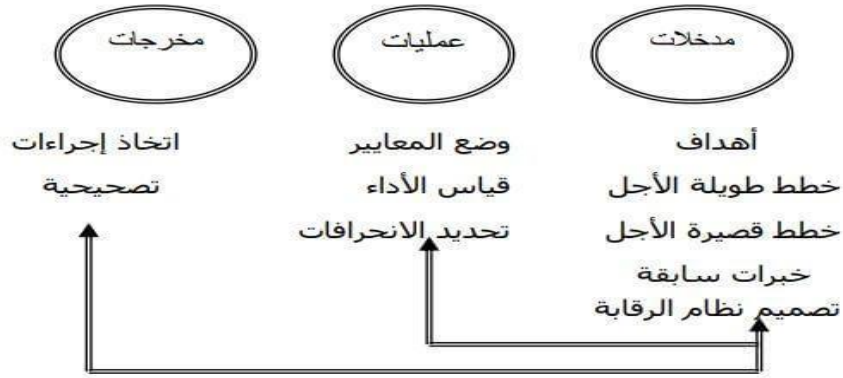 مدخلات
أهداف
خطط طويلة الأجل
خطط قصيرة الأجل
خبرات سابقة
تصميم نظام الرقابة
عمليات
وضع المعايير
قياس الأداء
تحديد الانحرافات
مخرجات
اتخاذ إجراءات
تصحيحية